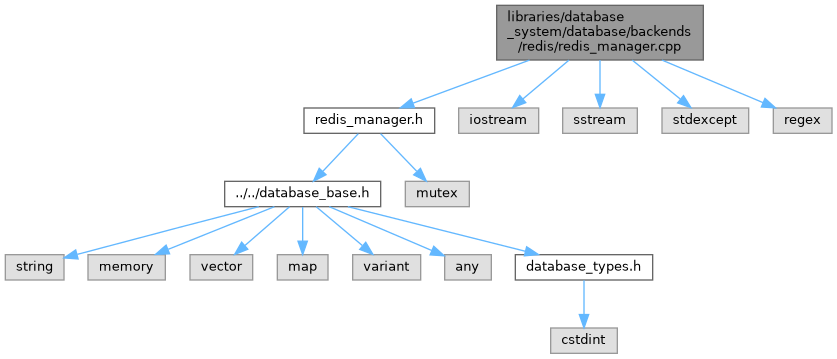 libraries/database
_system/database/backends
/redis/redis_manager.cpp
redis_manager.h
iostream
sstream
stdexcept
regex
../../database_base.h
mutex
string
memory
vector
map
variant
any
database_types.h
cstdint